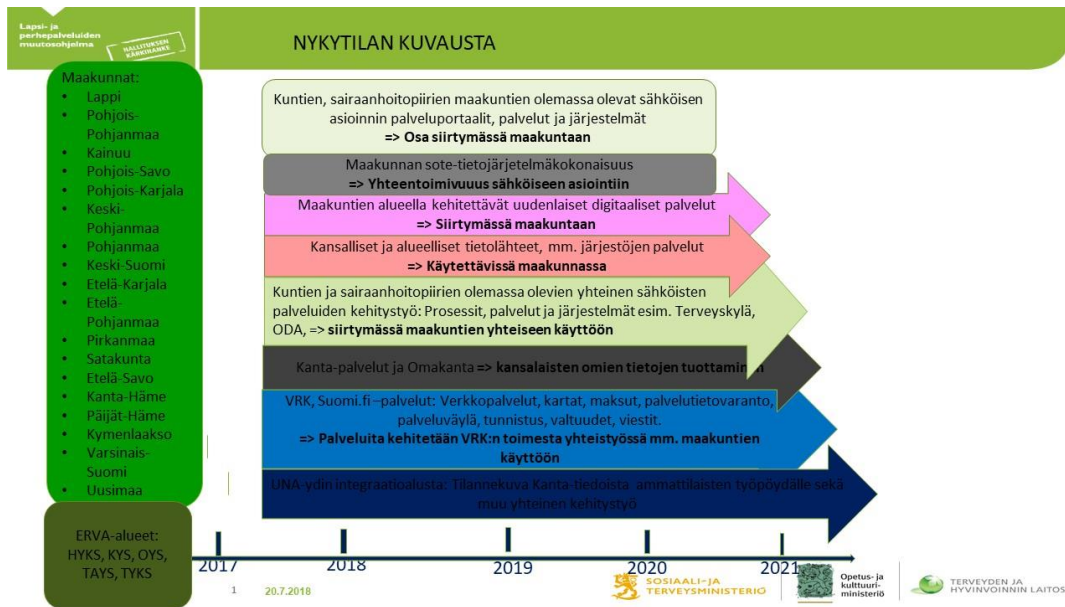 Lapsi- ja
perhepalveluiden
muutosohjelma
HALLITUKSEN
KÄRKIHANKE
NYKYTILAN KUVAUSTA
Maakunnat:
• Lappi
• Pohjois-
Pohjanmaa
• Kainuu
• Pohjois-Savo
• Pohjois-Karjala
• Keski-
Pohjanmaa
• Pohjanmaa
• Keski-Suomi
• Etelä-Karjala
• Etelä-
Pohjanmaa
• Pirkanmaa
• Satakunta
• Etelä-Savo
• Kanta-Häme
• Päijät-Häme
• Kymenlaakso
• Varsinais-
Suomi
• Uusimaa
ERVA-alueet:
HYKS, KYS, OYS,
TAYS, TYKS
Kuntien, sairaanhoitopiirien maakuntien olemassa olevat sähköisen
asioinnin palveluportaalit, palvelut ja järjestelmät
=> Osa siirtymässä maakuntaan
Maakunnan sote-tietojärjetelmäkokonaisuus
=> Yhteentoimivuuus sähköiseen asiointiin
Maakuntien alueella kehitettävät uudenlaiset digitaaliset palvelut
=> Siirtymässä maakuntaan
Kansalliset ja alueelliset tietolähteet, mm. järjestöjen palvelut
=> Käytettävissä maakunnassa
Kuntien ja sairaanhoitopiirien olemassa olevien yhteinen sähköisten
palveluiden kehitystyö: Prosessit, palvelut ja järjestelmät esim. Terveyskylä,
ODA, => siirtymässä maakuntien yhteiseen käyttöön
Kanta-palvelut ja Omakanta => kansalaisten omien tietojen tuottaminen
VRK, Suomi.fi –palvelut: Verkkopalvelut, kartat, maksut, palvelutietovaranto,
palveluväylä, tunnistus, valtuudet, viestit.
=> Palveluita kehitetään VRK:n toimesta yhteistyössä mm. maakuntien
käyttöön
UNA-ydin integraatioalusta: Tilannekuva Kanta-tiedoista ammattilaisten työpöydälle sekä
muu yhteinen kehitystyö
2017 2018 2019 2020 2021
1 20.7.2018
SOSIAALI- JA
TERVEYSMINISTERIÖ
Opetus- ja
kulttuuri-
ministeriö
TERVEYDEN JA
HYVINVOINNIN LAITOS